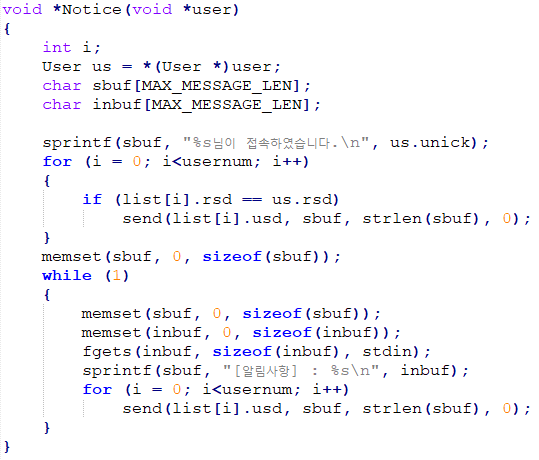 void *Notice(void *user)
{
    int i;
    User us = *(User *)user;
    char sbuf[MAX_MESSAGE_LEN];
    char inbuf[MAX_MESSAGE_LEN];

    sprintf(sbuf, "%s님이 접속하였습니다.\n", us.unick);
    for (i = 0; i<usernum; i++)
    {
        if (list[i].rsd == us.rsd)
            send(list[i].usd, sbuf, strlen(sbuf), 0);
    }
    memset(sbuf, 0, sizeof(sbuf));
    while (1)
    {
        memset(sbuf, 0, sizeof(sbuf));
        memset(inbuf, 0, sizeof(inbuf));
        fgets(inbuf, sizeof(inbuf), stdin);
        sprintf(sbuf, "[알림사항] : %s\n", inbuf);
        for (i = 0; i<usernum; i++)
            send(list[i].usd, sbuf, strlen(sbuf), 0);
    }
}